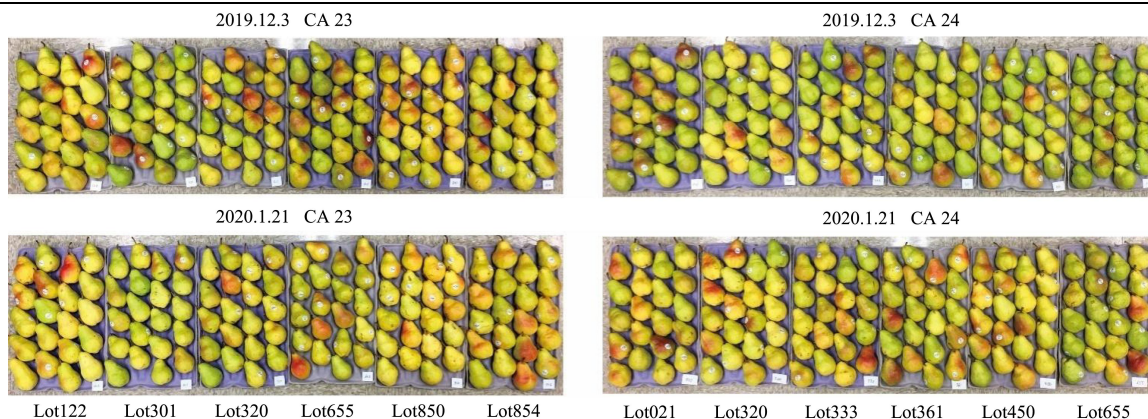 2019.12.3 CA 23
2019.12.3 CA 24
2020.1.21 CA 23
2020.1.21 CA 24
Lot122 Lot301 Lot320 Lot655 Lot850 Lot854
Lot021 Lot320 Lot333 Lot361 Lot450 Lot655